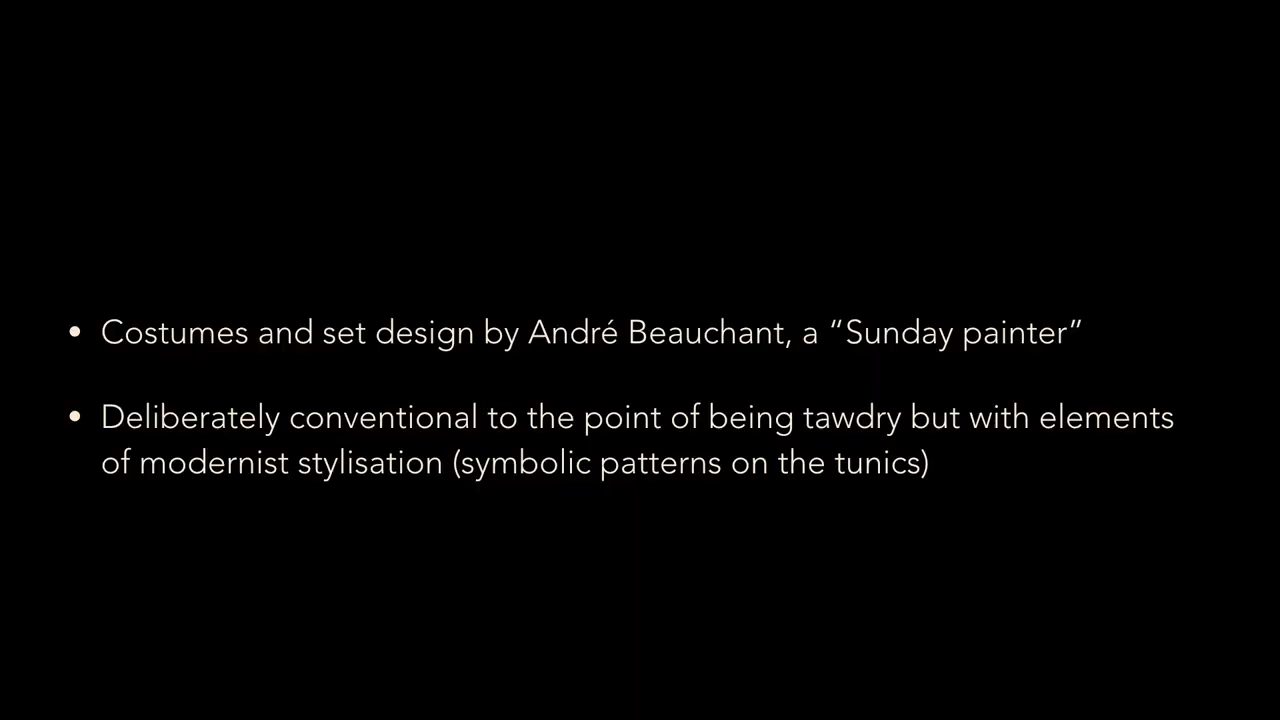 • Costumes and set design by André Beauchant, a “Sunday painter”
• Deliberately conventional to the point of being tawdry but with elements
of modernist stylisation (symbolic patterns on the tunics)